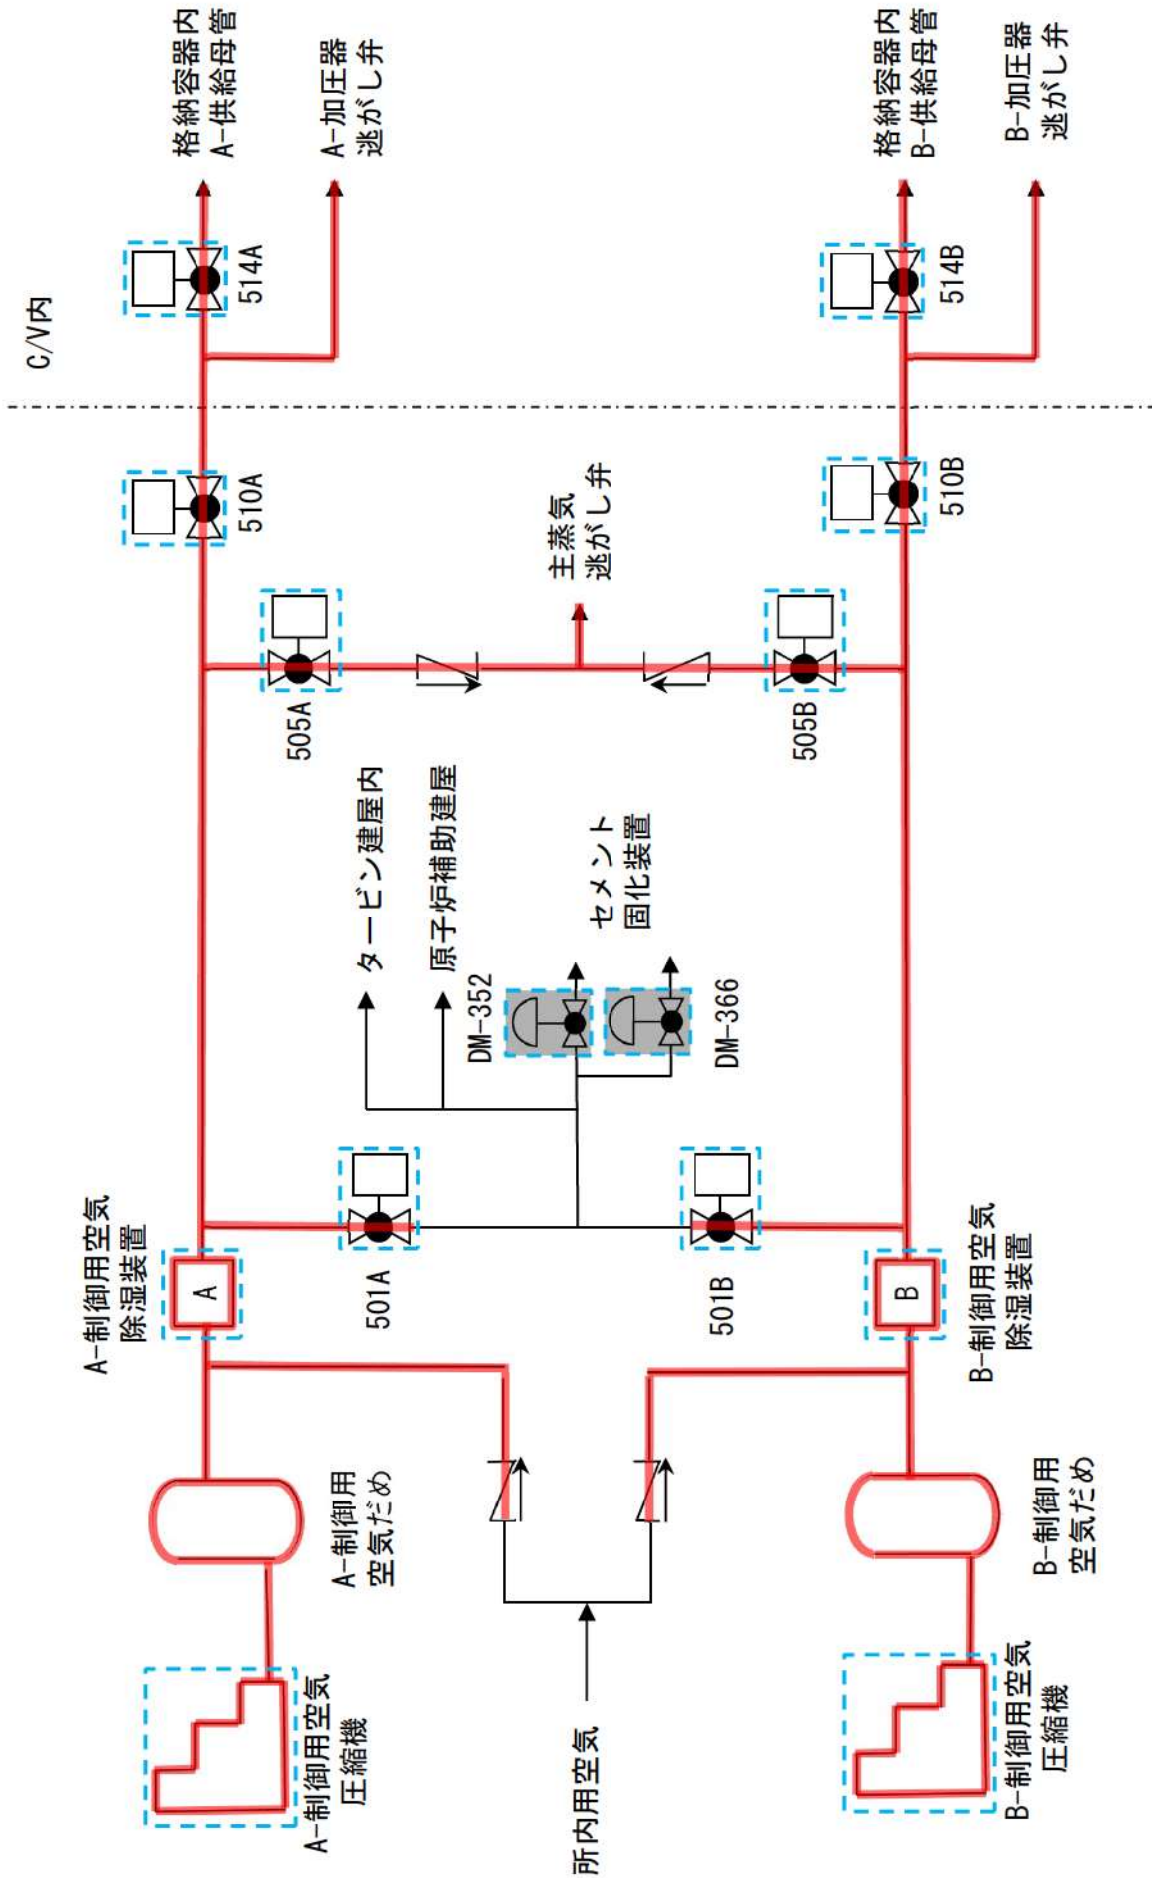 C/V内
格納容器内
A-供給母管
A-加圧器
逃がし弁
514A
510A
505A
主蒸気
逃がし弁
505B
510B
514B
格納容器内
B-供給母管
B-加圧器
逃がし弁
タービン建屋内
原子炉補助建屋
DM-352
セメント
固化装置
DM-366
501A
501B
A-制御用空気
除湿装置
A
B
B-制御用空気
除湿装置
A-制御用
空気だめ
B-制御用
空気だめ
A-制御用空気
圧縮機
所内用空気
B-制御用空気
圧縮機